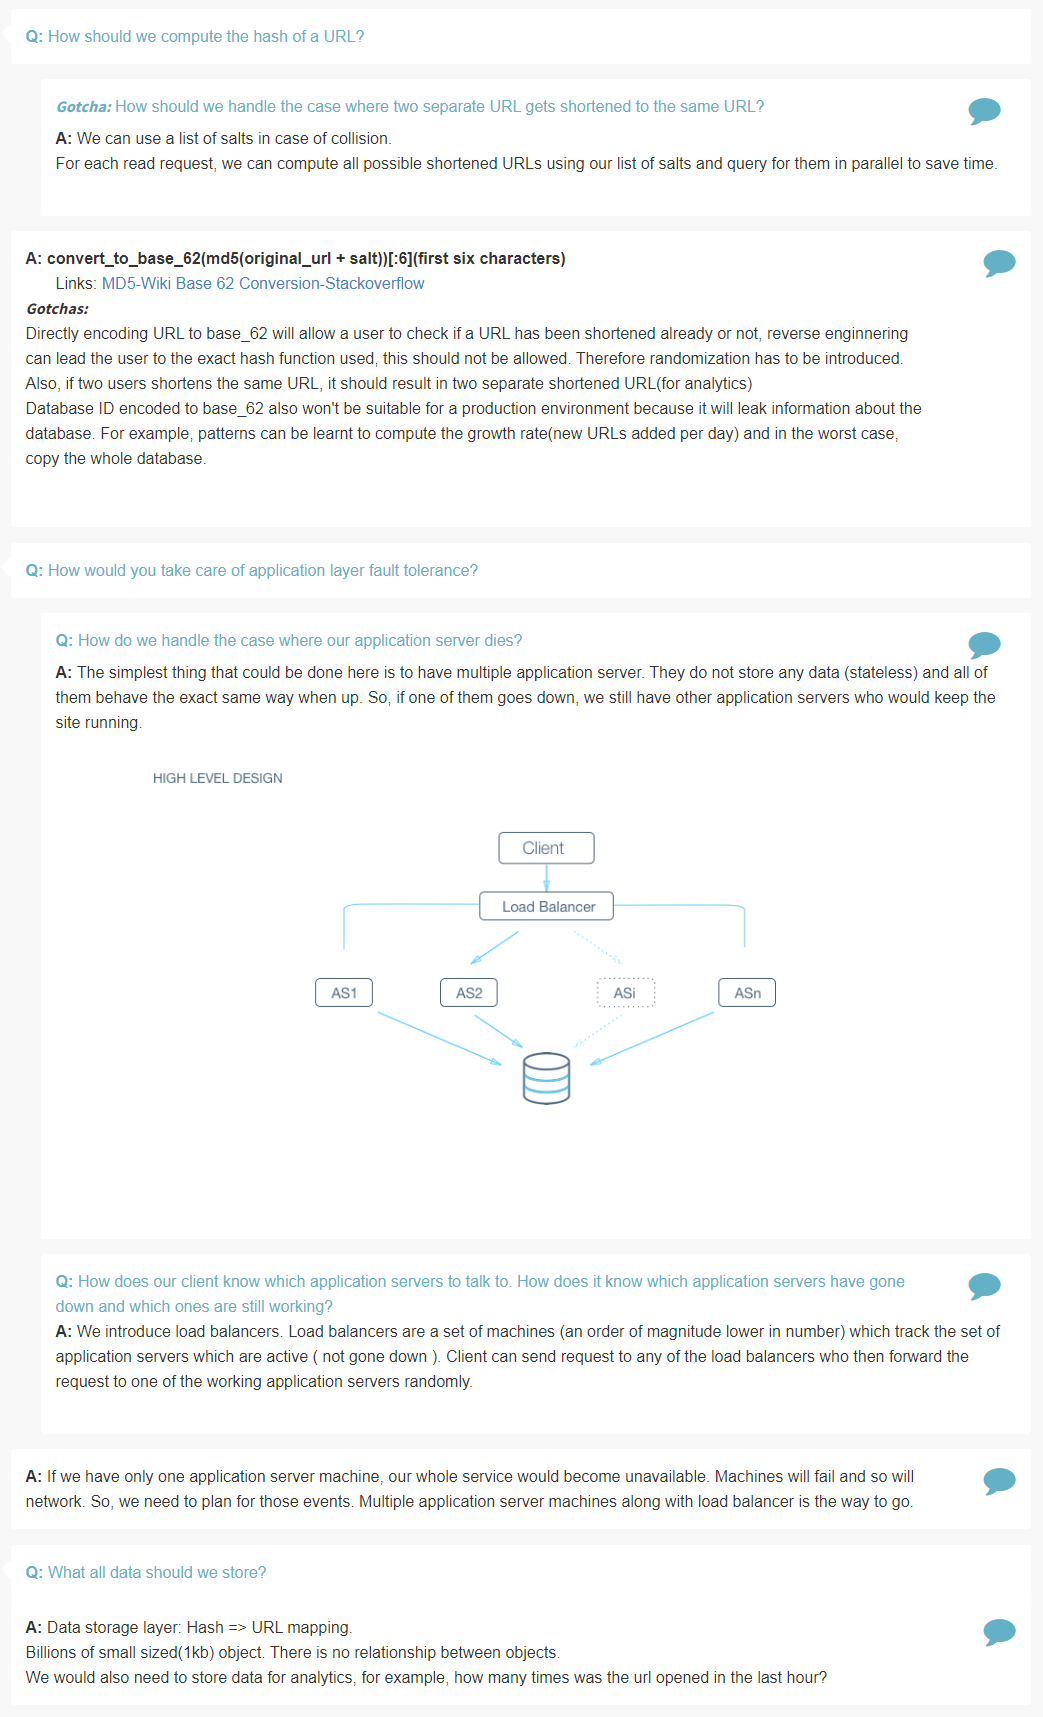 Q: How should we compute the hash of a URL?
Gotcha: How should we handle the case where two separate URL gets shortened to the same URL?
A: We can use a list of salts in case of collision.
For each read request, we can compute all possible shortened URLs using our list of salts and query for them in parallel to save time.
A: convert_to_base_62(md5(original_url + salt))[:6](first six characters)
Links: MD5-Wiki Base 62 Conversion-Stackoverflow
Gotchas:
Directly encoding URL to base_62 will allow a user to check if a URL has been shortened already or not, reverse enginnering
can lead the user to the exact hash function used, this should not be allowed. Therefore randomization has to be introduced.
Also, if two users shortens the same URL, it should result in two separate shortened URL(for analytics)
Database ID encoded to base_62 also won't be suitable for a production environment because it will leak information about the
database. For example, patterns can be learnt to compute the growth rate(new URLs added per day) and in the worst case,
copy the whole database.
Q: How would you take care of application layer fault tolerance?
Q: How do we handle the case where our application server dies?
A: The simplest thing that could be done here is to have multiple application server. They do not store any data (stateless) and all of
them behave the exact same way when up. So, if one of them goes down, we still have other application servers who would keep the
site running.
HIGH LEVEL DESIGN
Client
Load Balancer
AS1
AS2
ASi
ASn
Q: How does our client know which application servers to talk to. How does it know which application servers have gone
down and which ones are still working?
A: We introduce load balancers. Load balancers are a set of machines (an order of magnitude lower in number) which track the set of
application servers which are active ( not gone down ). Client can send request to any of the load balancers who then forward the
request to one of the working application servers randomly.
A: If we have only one application server machine, our whole service would become unavailable. Machines will fail and so will
network. So, we need to plan for those events. Multiple application server machines along with load balancer is the way to go.
Q: What all data should we store?
A: Data storage layer: Hash => URL mapping.
Billions of small sized(1kb) object. There is no relationship between objects.
We would also need to store data for analytics, for example, how many times was the url opened in the last hour?